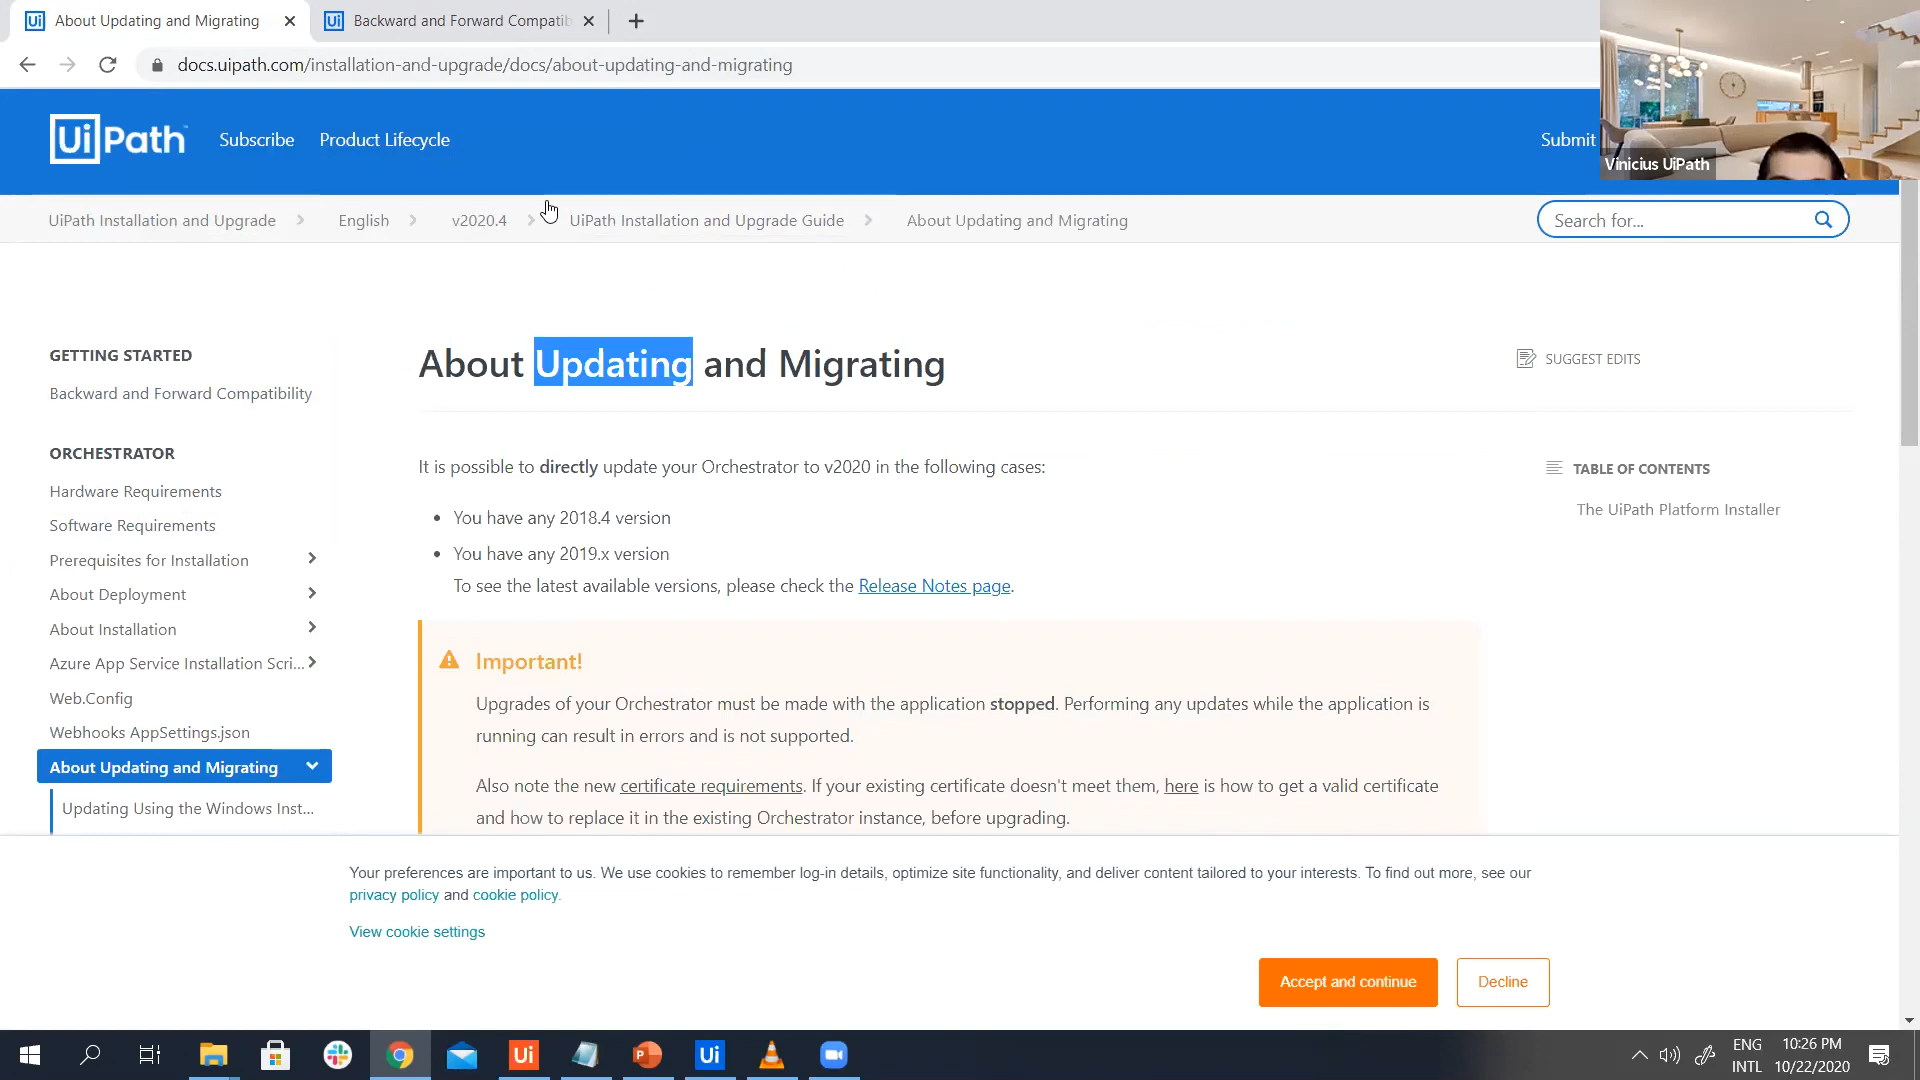 About Updating and Migrating
Backward and Forward Compatib
docs.uipath.com/installation-and-upgrade/docs/about-updating-and-migrating
UiPath
Subscribe
Product Lifecycle
Submit
Vinicius UiPath
UiPath Installation and Upgrade
English
v2020.4
UiPath Installation and Upgrade Guide
About Updating and Migrating
Search for...
GETTING STARTED
Backward and Forward Compatibility
ORCHESTRATOR
Hardware Requirements
Software Requirements
Prerequisites for Installation
About Deployment
About Installation
Azure App Service Installation Scri...
Web.Config
Webhooks AppSettings.json
About Updating and Migrating
Updating Using the Windows Inst...
About Updating and Migrating
SUGGEST EDITS
It is possible to directly update your Orchestrator to v2020 in the following cases:
• You have any 2018.4 version
• You have any 2019.x version
To see the latest available versions, please check the Release Notes page.
Important!
Upgrades of your Orchestrator must be made with the application stopped. Performing any updates while the application is
running can result in errors and is not supported.
Also note the new certificate requirements. If your existing certificate doesn't meet them, here is how to get a valid certificate
and how to replace it in the existing Orchestrator instance, before upgrading.
TABLE OF CONTENTS
The UiPath Platform Installer
Your preferences are important to us. We use cookies to remember log-in details, optimize site functionality, and deliver content tailored to your interests. To find out more, see our
privacy policy and cookie policy.
View cookie settings
Accept and continue
Decline
ENG
INTL
10:26 PM
10/22/2020